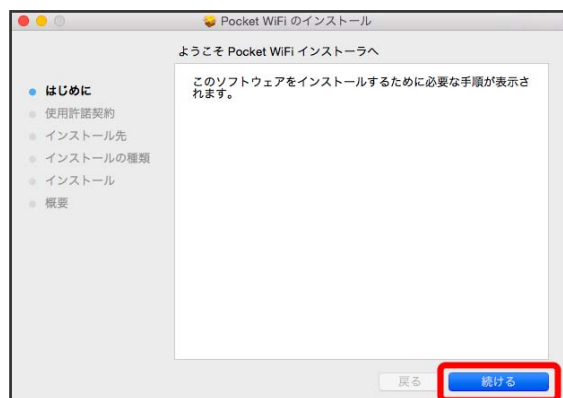 Pocket WiFi のインストール
ようこそ Pocket WiFi インストーラへ
はじめに
使用許諾契約
インストール先
インストールの種類
インストール
概要
このソフトウェアをインストールするために必要な手順が表示さ
れます。
戻る
続ける